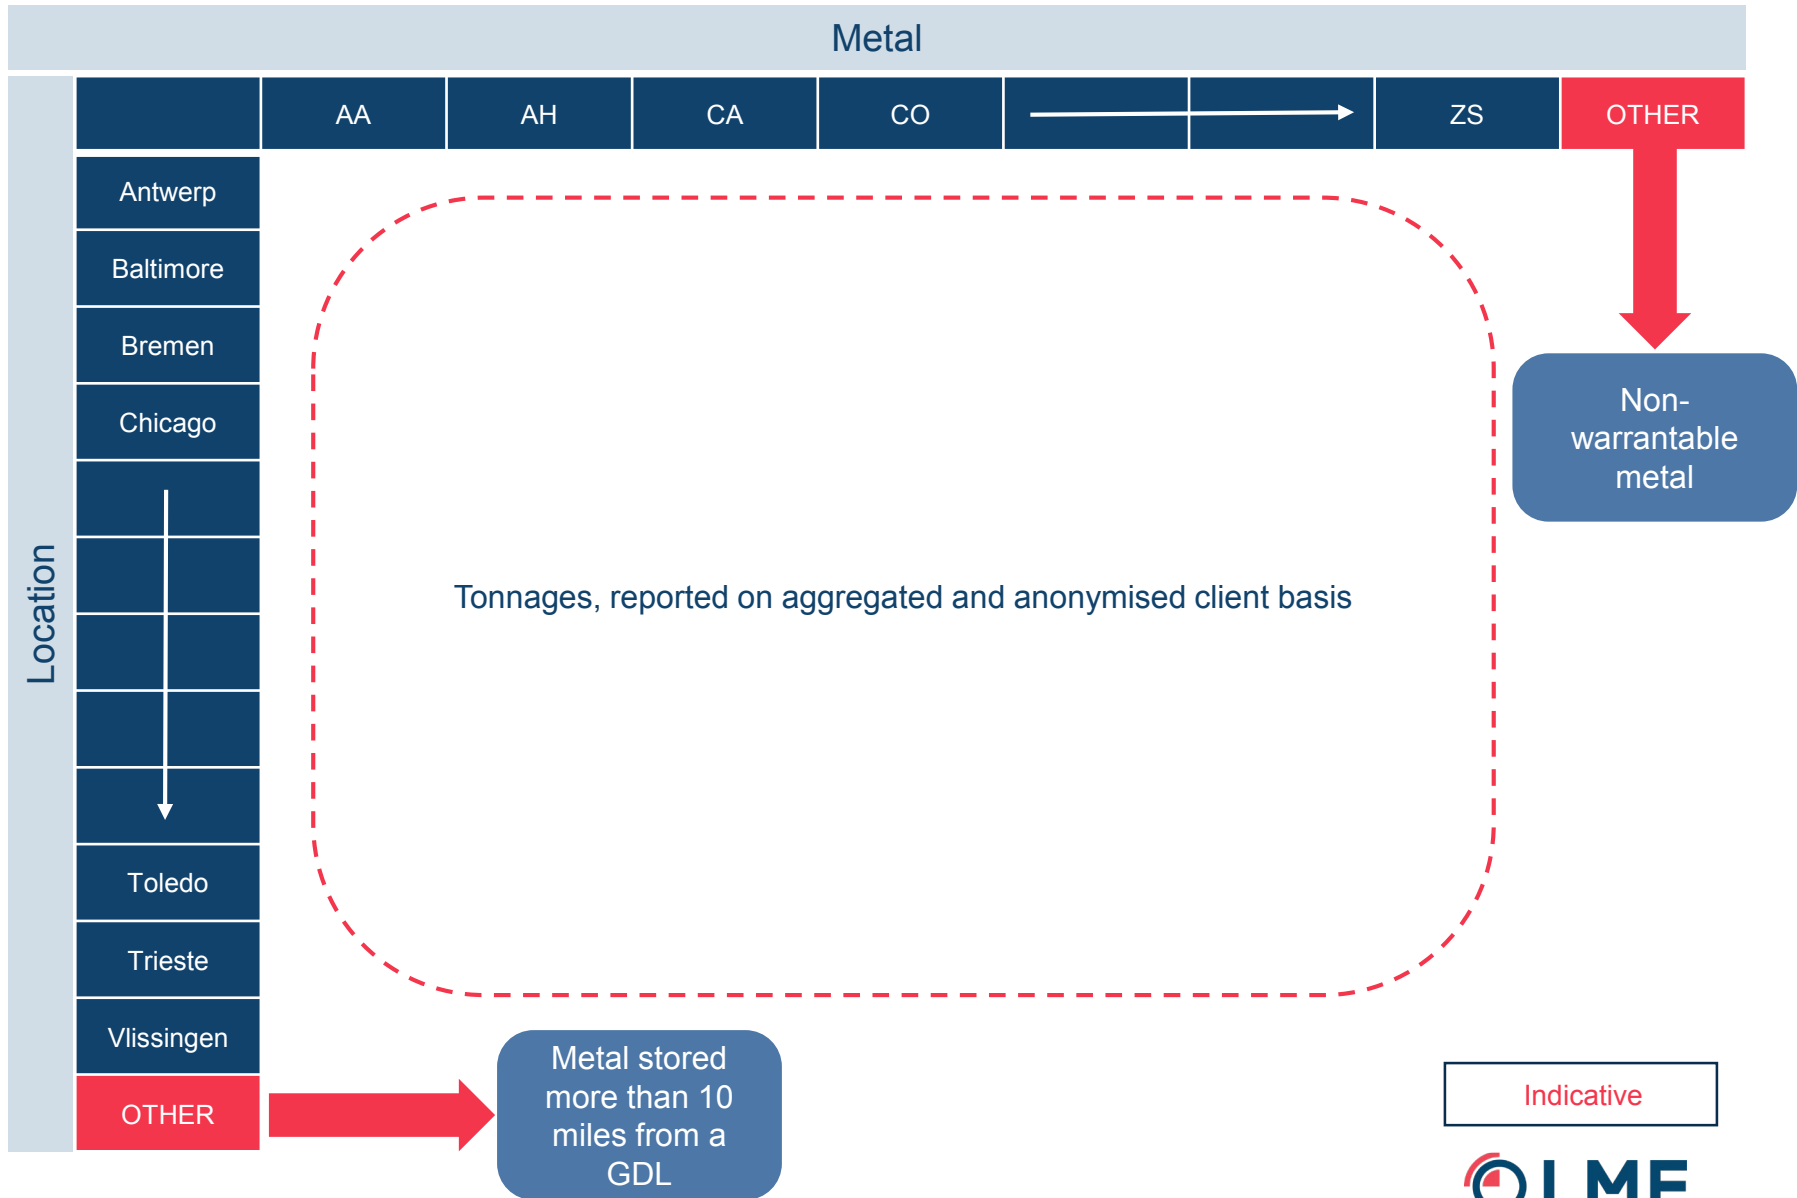 Metal
AA AH CA CO ZS OTHER
Location
Antwerp
Baltimore
Bremen
Chicago
Toledo
Trieste
Vlissingen
OTHER
Tonnages, reported on aggregated and anonymised client basis
Non-
warrantable
metal
Metal stored
more than 10
miles from a
GDL
Indicative
LME